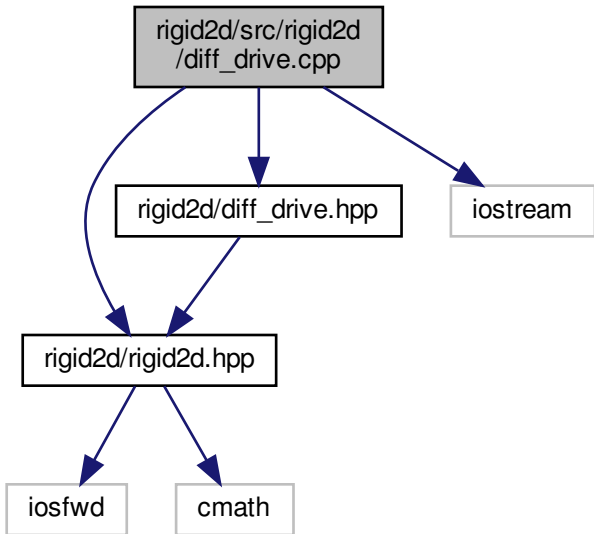 rigid2d/src/rigid2d
/diff_drive.cpp
rigid2d/diff_drive.hpp
iostream
rigid2d/rigid2d.hpp
iosfwd
cmath